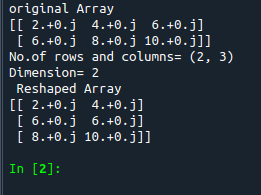 original Array
[[ 2.+0.j  4.+0.j  6.+0.j]
 [ 6.+0.j  8.+0.j 10.+0.j]]
No.of rows and columns= (2, 3)
Dimension= 2
 Reshaped Array
[[ 2.+0.j  4.+0.j]
 [ 6.+0.j  6.+0.j]
 [ 8.+0.j 10.+0.j]]
In [2]: